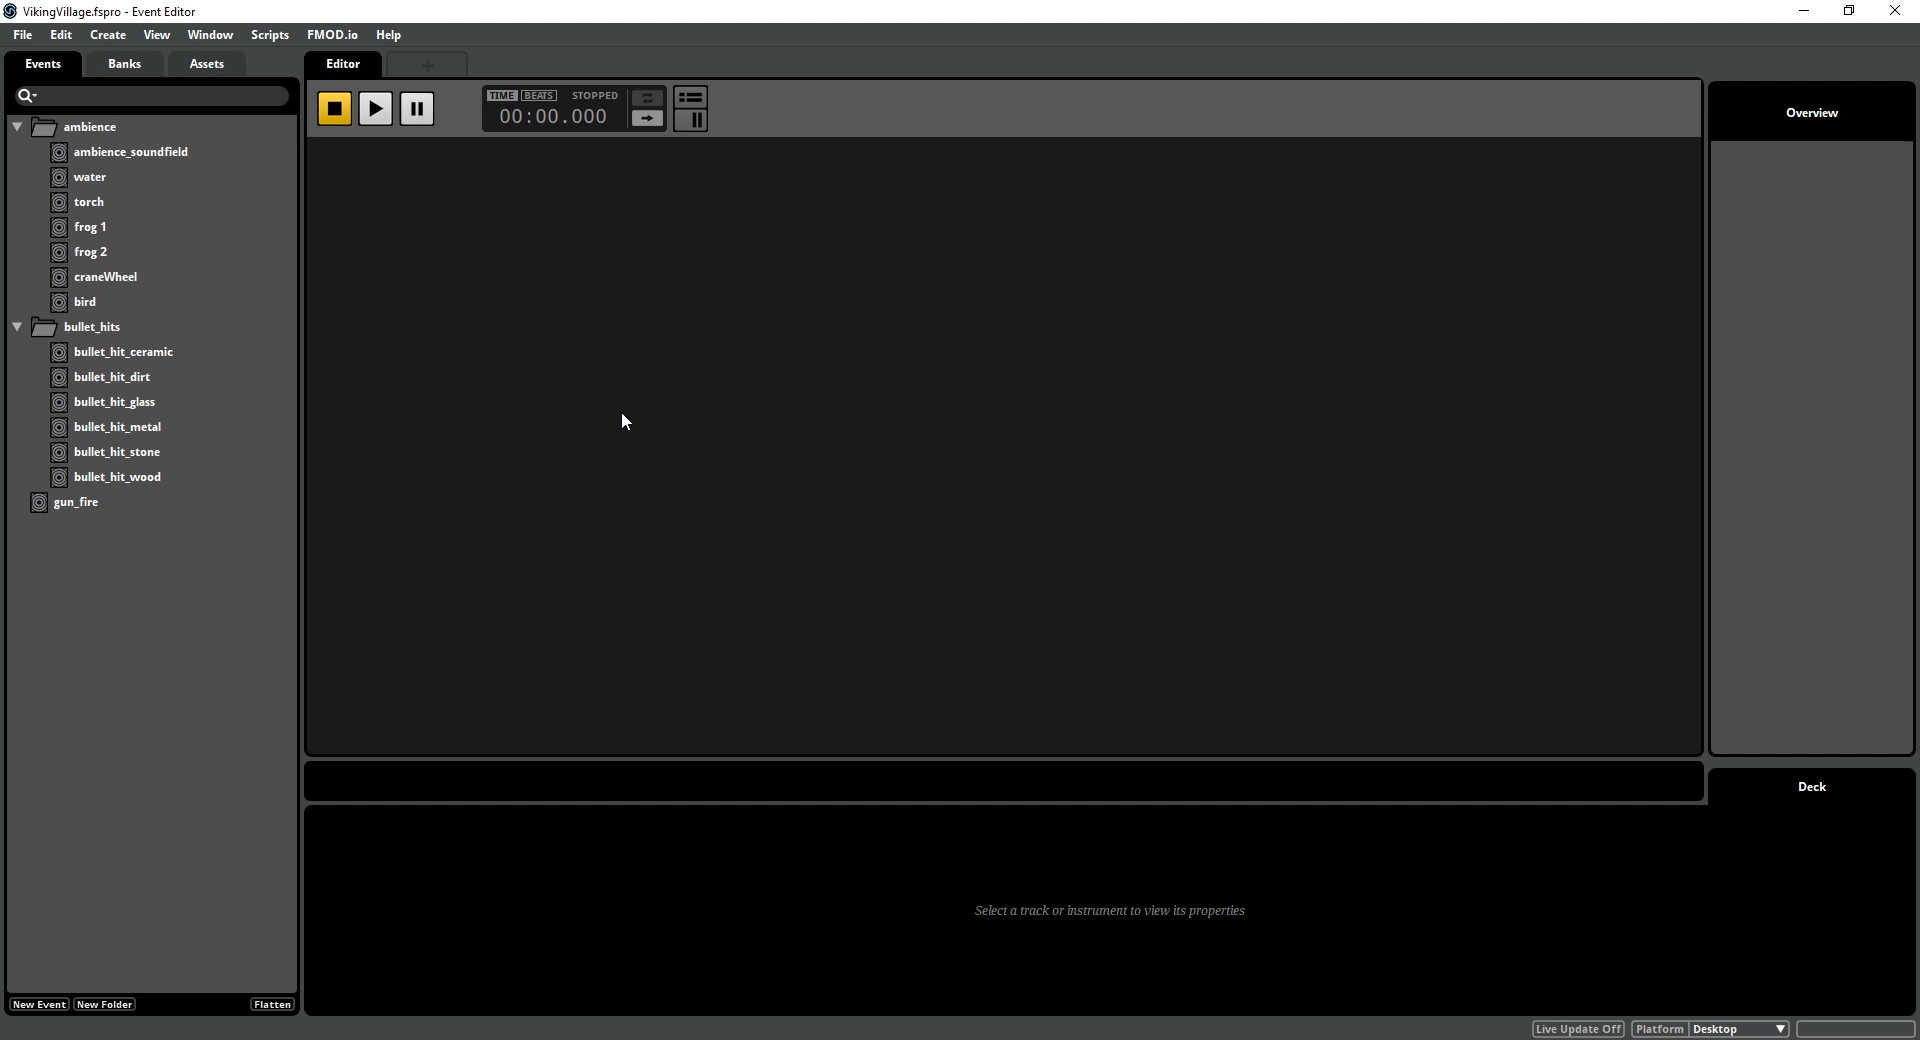 VikingVillage.fspro - Event Editor
File Edit Create View Window Scripts FMOD.io Help
Events Banks Assets
Editor +
TIME BEATS STOPPED
00:00.000
Overview
ambience
ambience_soundfield
water
torch
frog 1
frog 2
craneWheel
bird
bullet_hits
bullet_hit_ceramic
bullet_hit_dirt
bullet_hit_glass
bullet_hit_metal
bullet_hit_stone
bullet_hit_wood
gun_fire
Deck
Select a track or instrument to view its properties
New Event New Folder Flatten
Live Update Off Platform Desktop